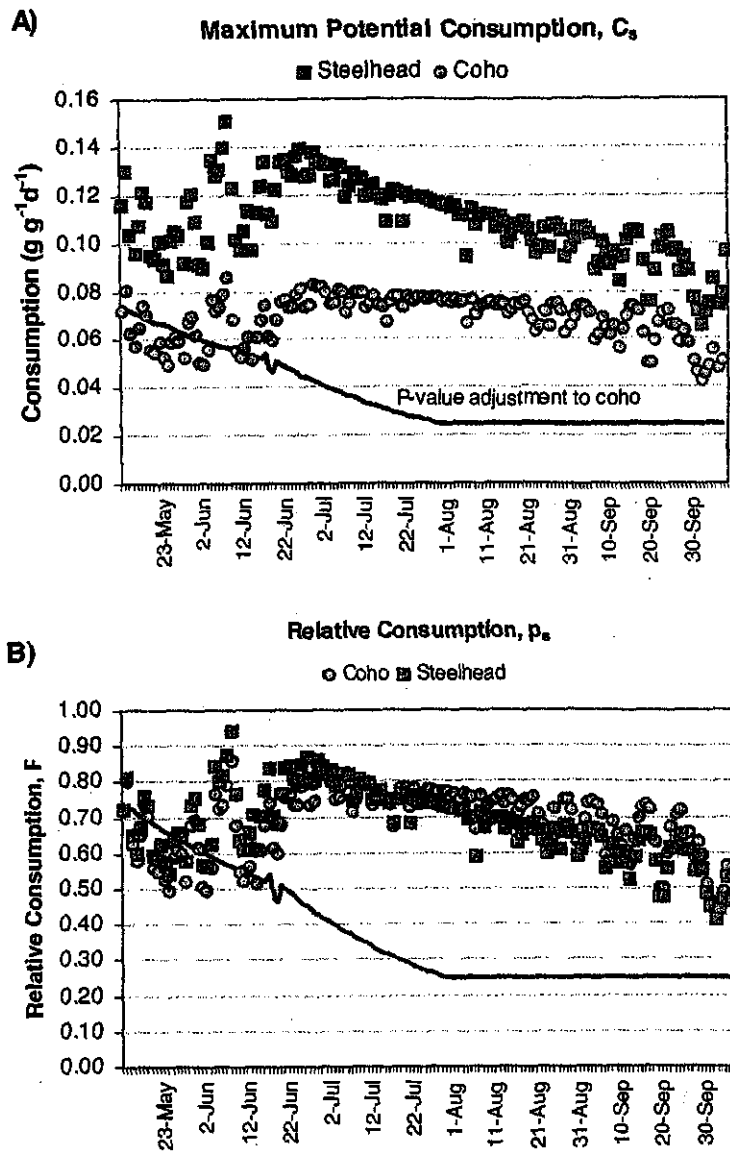 A)
Maximum Potential Consumption, Cs
Steelhead Coho
Consumption (g g-1d-1)
0.16
0.14
0.12
0.10
0.08
0.06
0.04
0.02
0.00
P-value adjustment to coho
23-May
2-Jun
12-Jun
22-Jun
2-Jul
12-Jul
22-Jul
1-Aug
11-Aug
21-Aug
31-Aug
10-Sep
20-Sep
30-Sep
Relative Consumption, ps
B)
Coho Steelhead
Relative Consumption, F
1.00
0.90
0.80
0.70
0.60
0.50
0.40
0.30
0.20
0.10
0.00
23-May
2-Jun
12-Jun
22-Jun
2-Jul
12-Jul
22-Jul
1-Aug
11-Aug
21-Aug
31-Aug
10-Sep
20-Sep
30-Sep